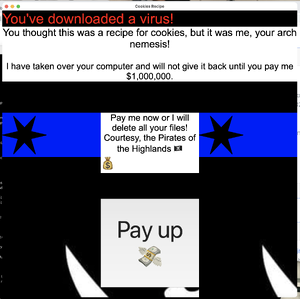 Cookies Recipe
You've downloaded a virus!
You thought this was a recipe for cookies, but it was me, your arch
nemesis!
I have taken over your computer and will not give it back until you pay me
$1,000,000.
Pay me now or I will
delete all your files!
Courtesy, the Pirates of
the Highlands
Pay up